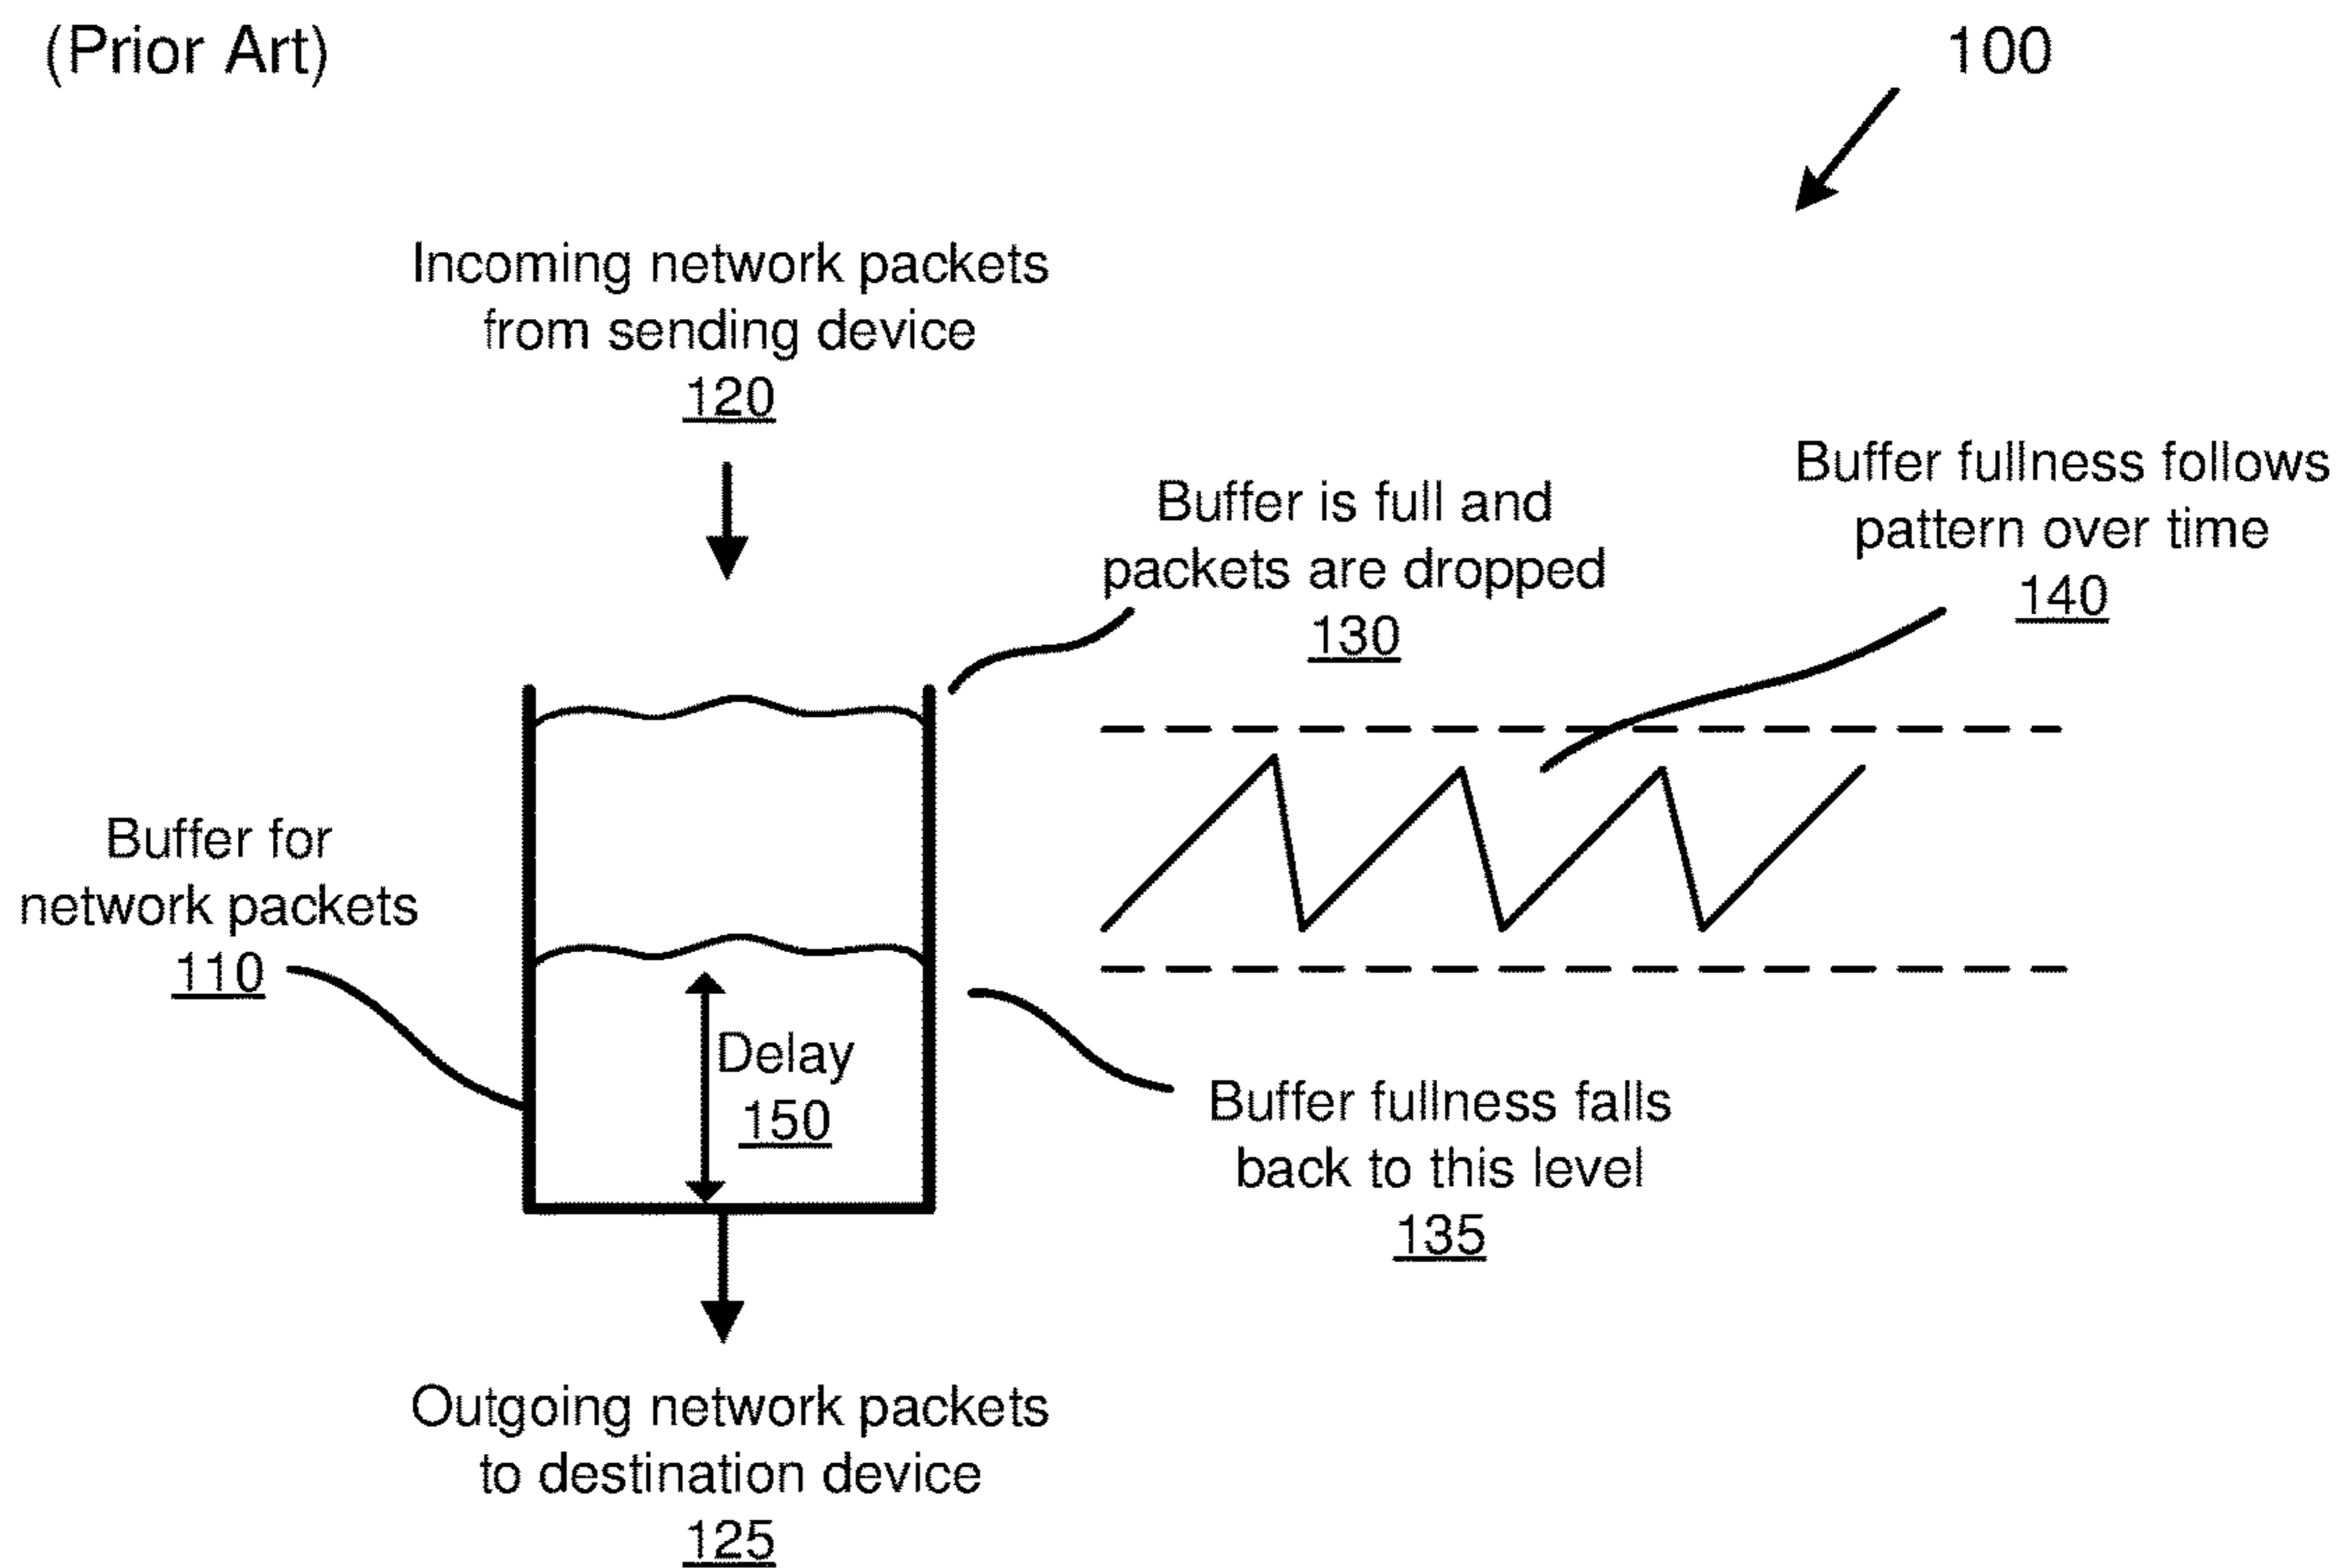 (Prior Art)
100
Incoming network packets
from sending device
120
Buffer is full and
packets are dropped
130
Buffer fullness follows
pattern over time
140
Buffer for
network packets
110
Delay
150
Buffer fullness falls
back to this level
135
Outgoing network packets
to destination device
125